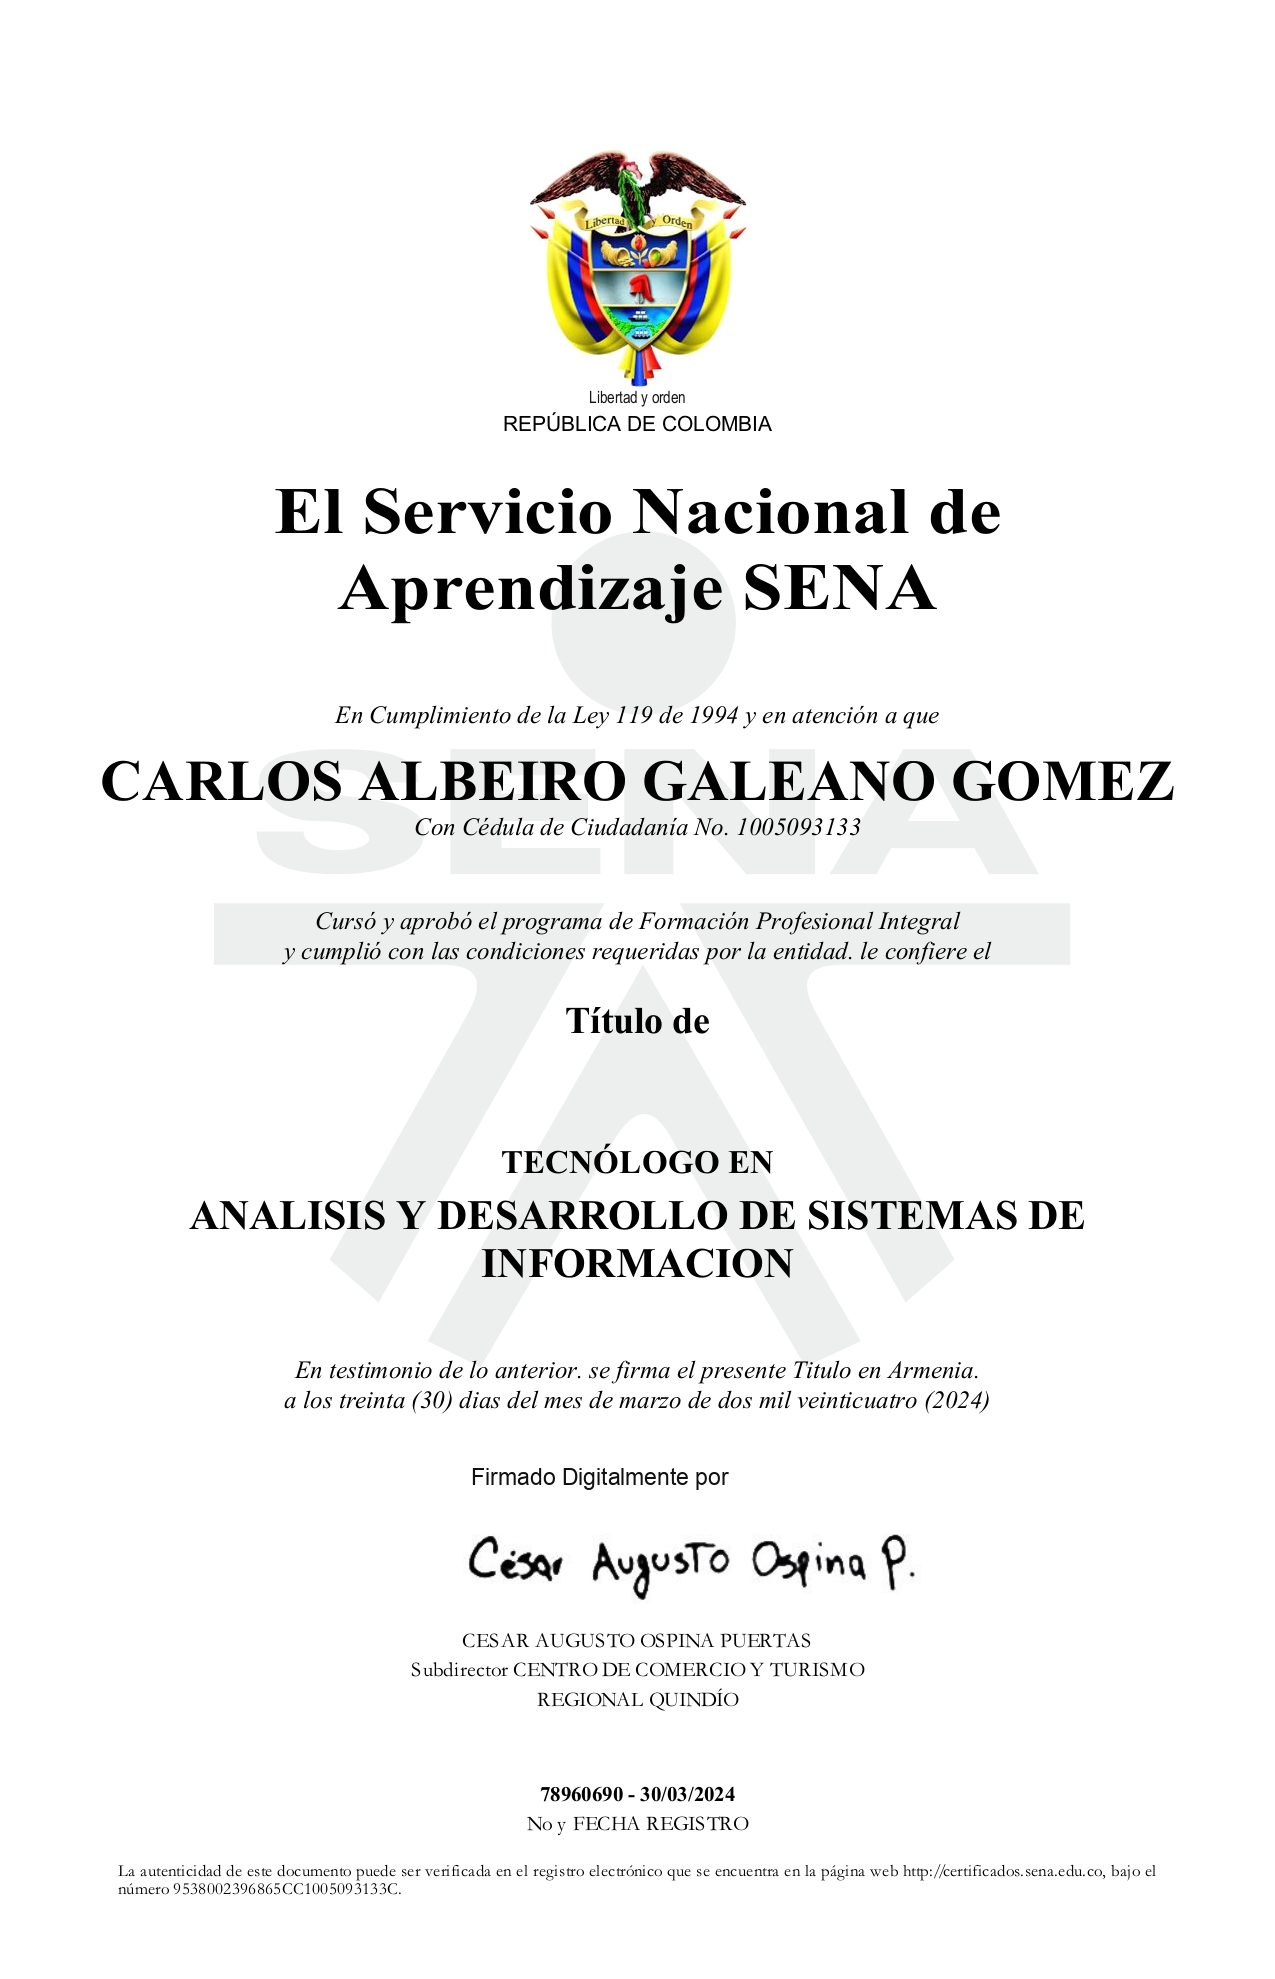 Libertad y Orden
Libertad y orden
REPÚBLICA DE COLOMBIA
El Servicio Nacional de
Aprendizaje SENA
En Cumplimiento de la Ley 119 de 1994 y en atención a que
SENA
CARLOS ALBEIRO GALEANO GOMEZ
Con Cédula de Ciudadanía No. 1005093133
Cursó y aprobó el programa de Formación Profesional Integral
y cumplió con las condiciones requeridas por la entidad. le confiere el
Título de
TECNÓLOGO EN
ANALISIS Y DESARROLLO DE SISTEMAS DE
INFORMACION
En testimonio de lo anterior. se firma el presente Titulo en Armenia.
a los treinta (30) dias del mes de marzo de dos mil veinticuatro (2024)
Firmado Digitalmente por
César Augusto Ospina P.
CESAR AUGUSTO OSPINA PUERTAS
Subdirector CENTRO DE COMERCIO Y TURISMO
REGIONAL QUINDÍO
78960690 - 30/03/2024
No y FECHA REGISTRO
La autenticidad de este documento puede ser verificada en el registro electrónico que se encuentra en la página web http://certificados.sena.edu.co, bajo el
número 9538002396865CC1005093133C.